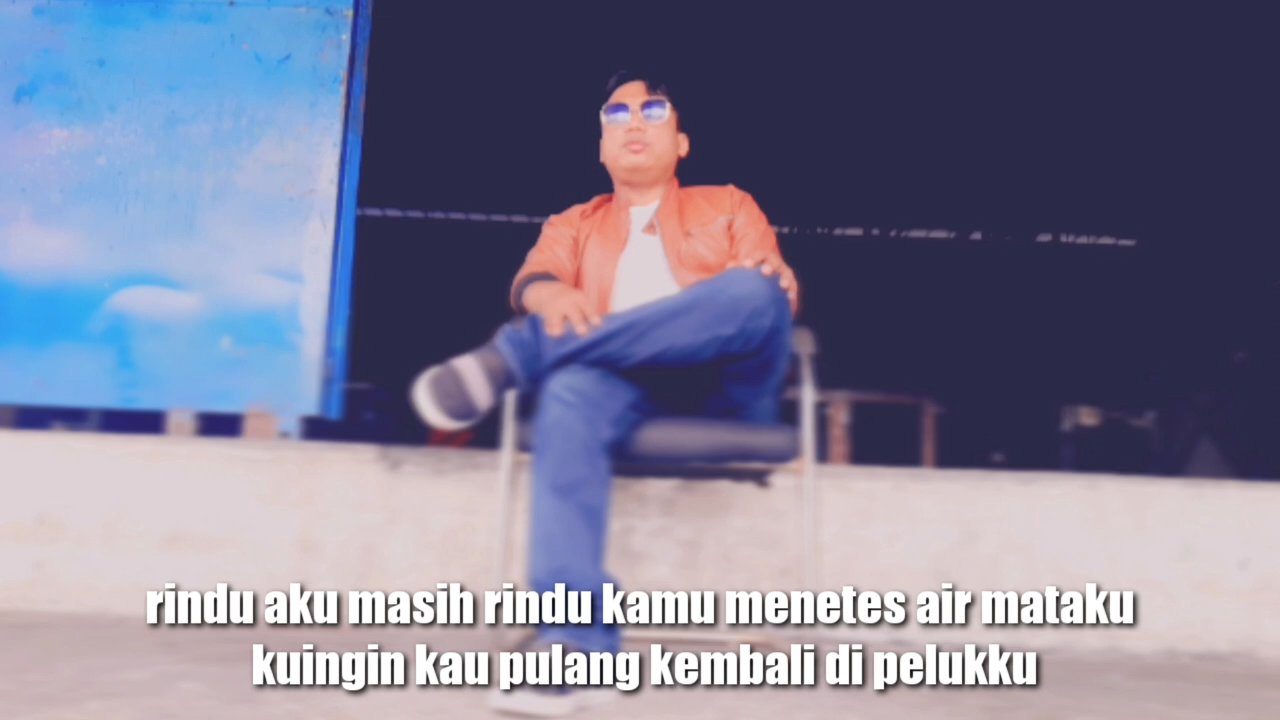 rindu aku masih rindu kamu menetes air mataku
kuingin kau pulang kembali di pelukku